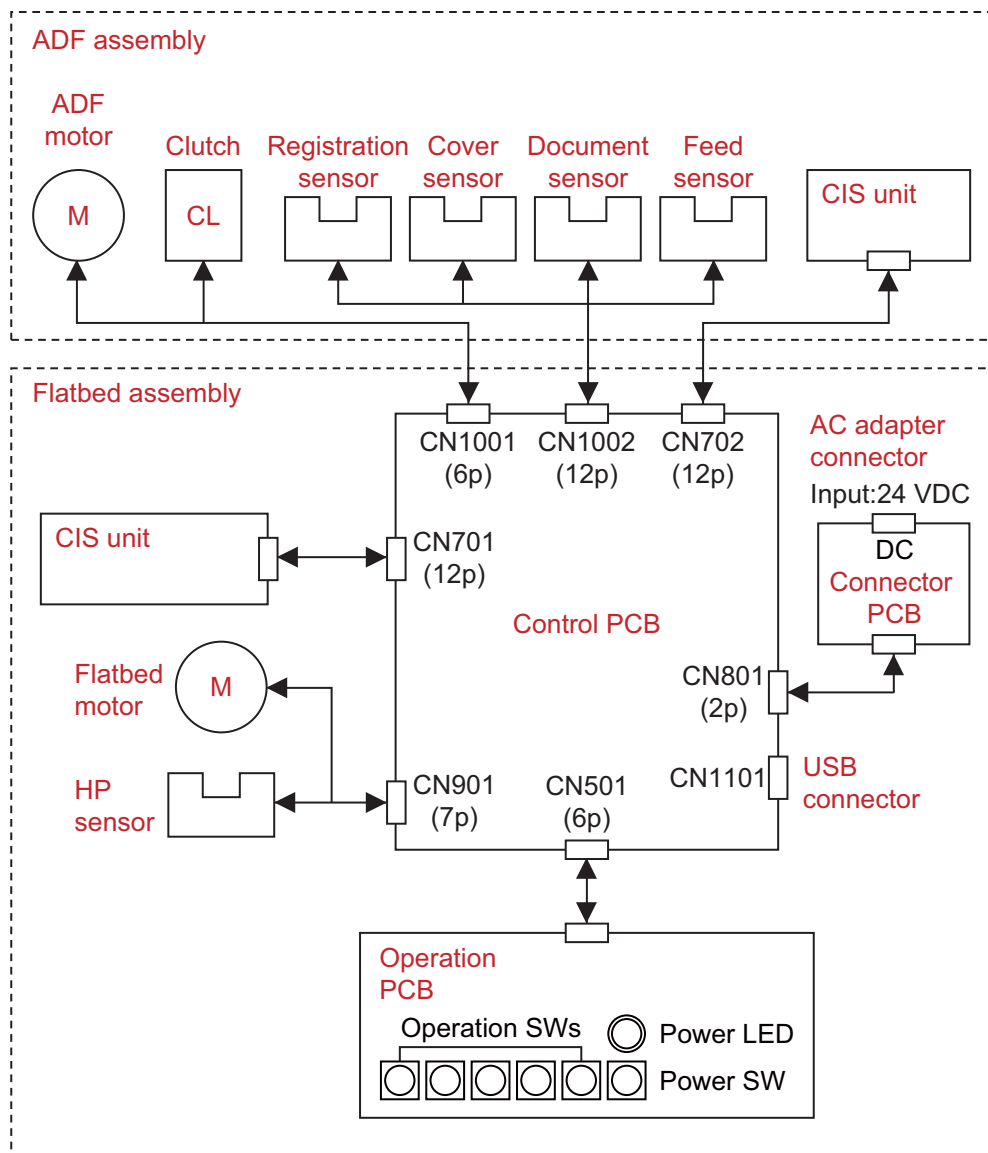 ADF assembly
ADF
motor
Clutch
Registration
sensor
Cover
sensor
Document
sensor
Feed
sensor
M
CL
CIS unit
Flatbed assembly
CN1001
(6p)
CN1002
(12p)
CN702
(12p)
AC adapter
connector
Input:24 VDC
DC
Connector
PCB
CIS unit
CN701
(12p)
Control PCB
Flatbed
motor
M
CN801
(2p)
HP
sensor
CN901
(7p)
CN501
(6p)
CN1101
USB
connector
Operation
PCB
Operation SWs
Power LED
Power SW